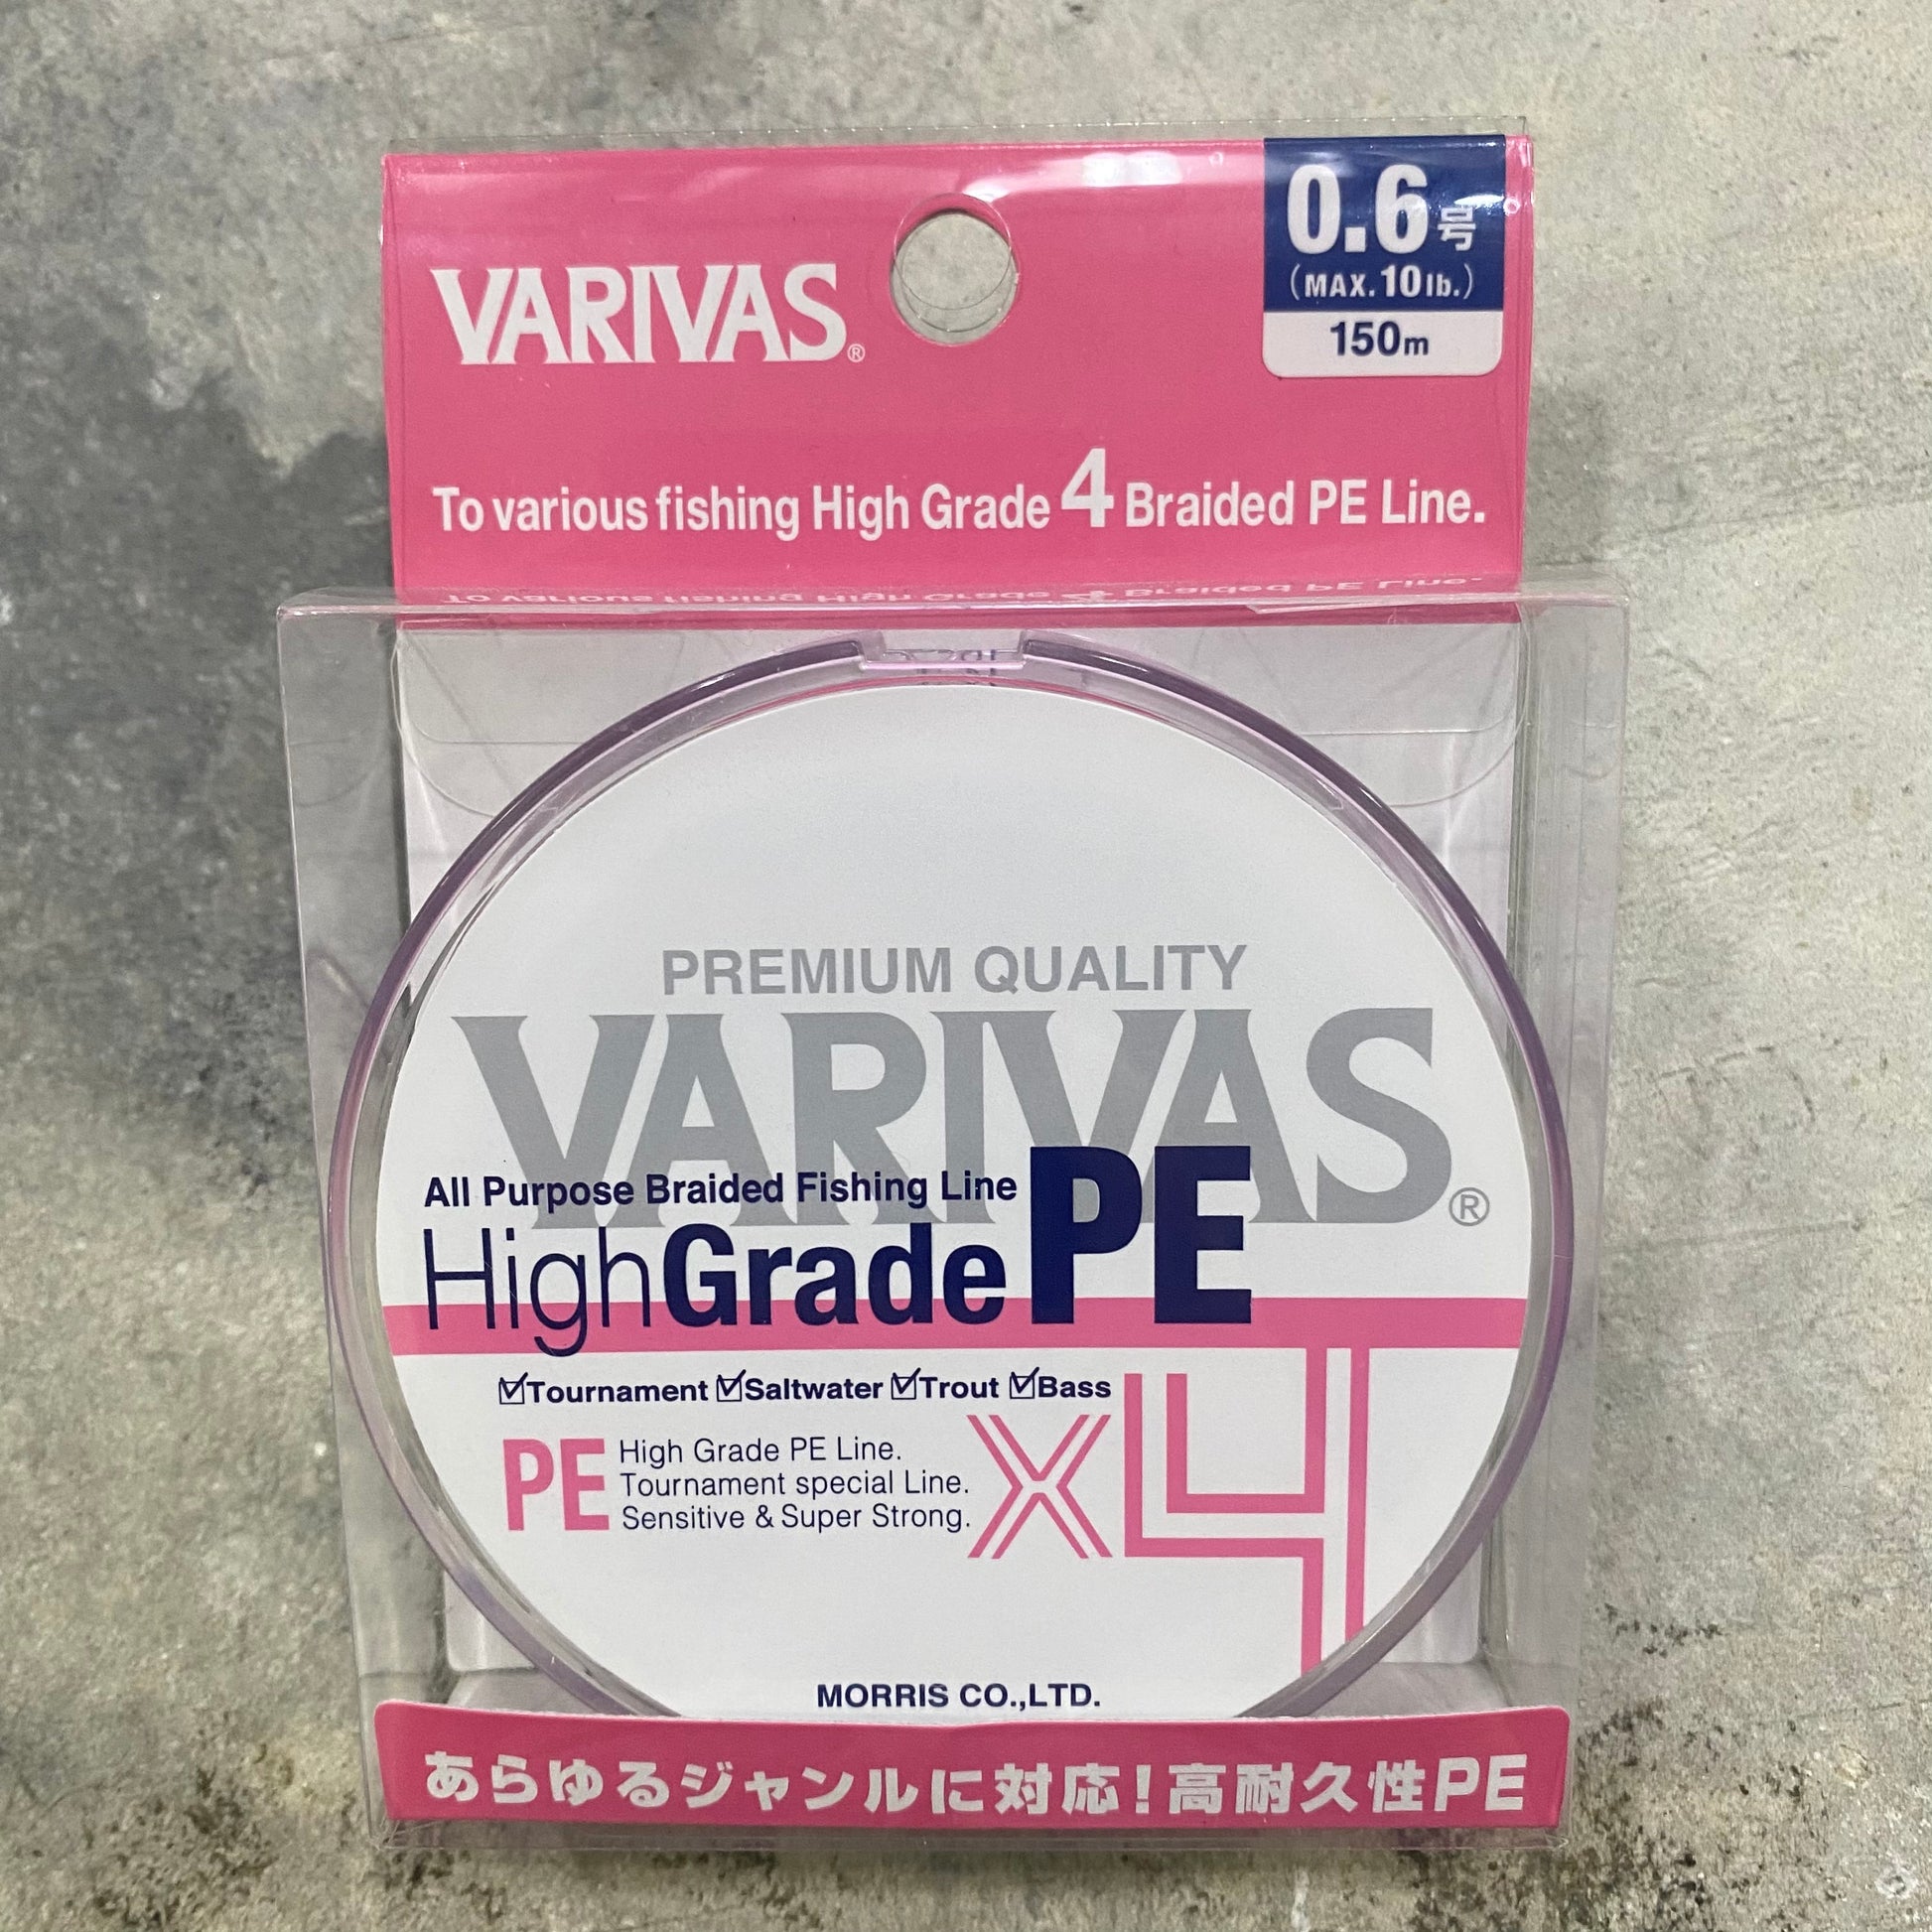 VARIVAS®
0.6号
(MAX.10lb.)
150m
To various fishing High Grade 4 Braided PE Line.
PREMIUM QUALITY
VARIVAS®
All Purpose Braided Fishing Line
HighGradePE
☑Tournament ☑Saltwater ☑Trout ☑Bass
X4
PE
High Grade PE Line.
Tournament special Line.
Sensitive & Super Strong.
MORRIS CO.,LTD.
あらゆるジャンルに対応！高耐久性PE